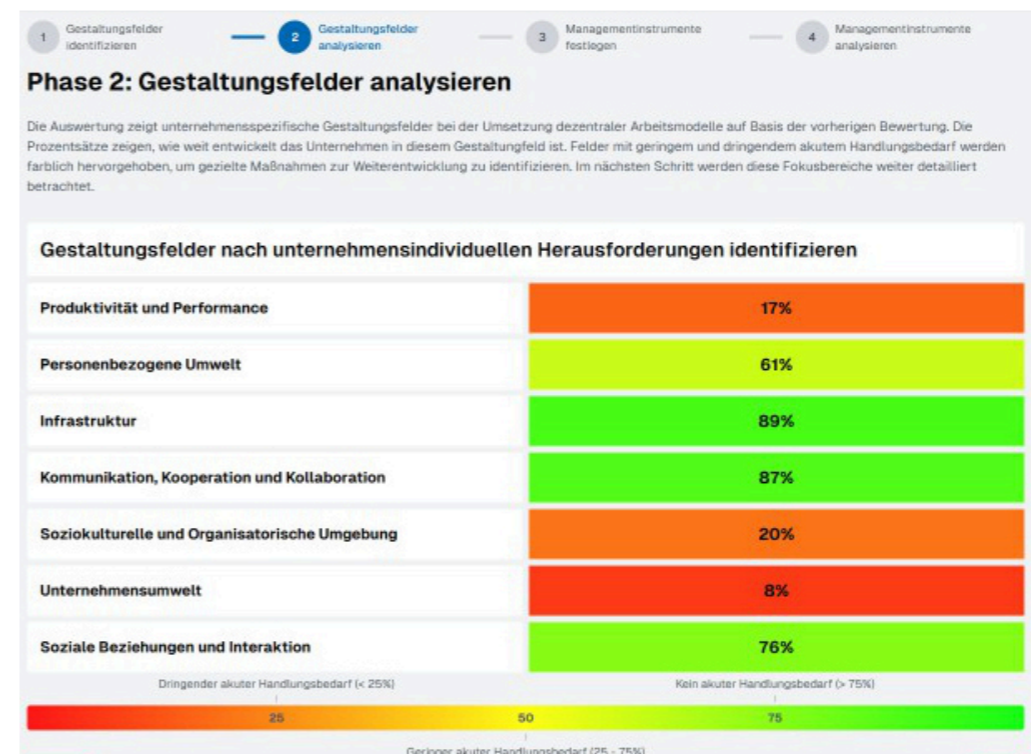 1 Gestaltungsfelder identifizieren
2 Gestaltungsfelder analysieren
3 Managementinstrumente festlegen
4 Managementinstrumente analysieren
Phase 2: Gestaltungsfelder analysieren
Die Auswertung zeigt unternehmensspezifische Gestaltungsfelder bei der Umsetzung dezentraler Arbeitsmodelle auf Basis der vorherigen Bewertung. Die
Prozentsätze zeigen, wie weit entwickelt das Unternehmen in diesem Gestaltungfeld ist. Felder mit geringem und dringendem akutem Handlungsbedarf werden
farblich hervorgehoben, um gezielte Maßnahmen zur Weiterentwicklung zu identifizieren. Im nächsten Schritt werden diese Fokusbereiche weiter detailliert
betrachtet.
Gestaltungsfelder nach unternehmensindividuellen Herausforderungen identifizieren
Produktivität und Performance 17%
Personenbezogene Umwelt 61%
Infrastruktur 89%
Kommunikation, Kooperation und Kollaboration 87%
Soziokulturelle und Organisatorische Umgebung 20%
Unternehmensumwelt 8%
Soziale Beziehungen und Interaktion 76%
Dringender akuter Handlungsbedarf (< 25%) Kein akuter Handlungsbedarf (> 75%)
25 50 75
Geringer akuter Handlungsbedarf (25 - 75%)